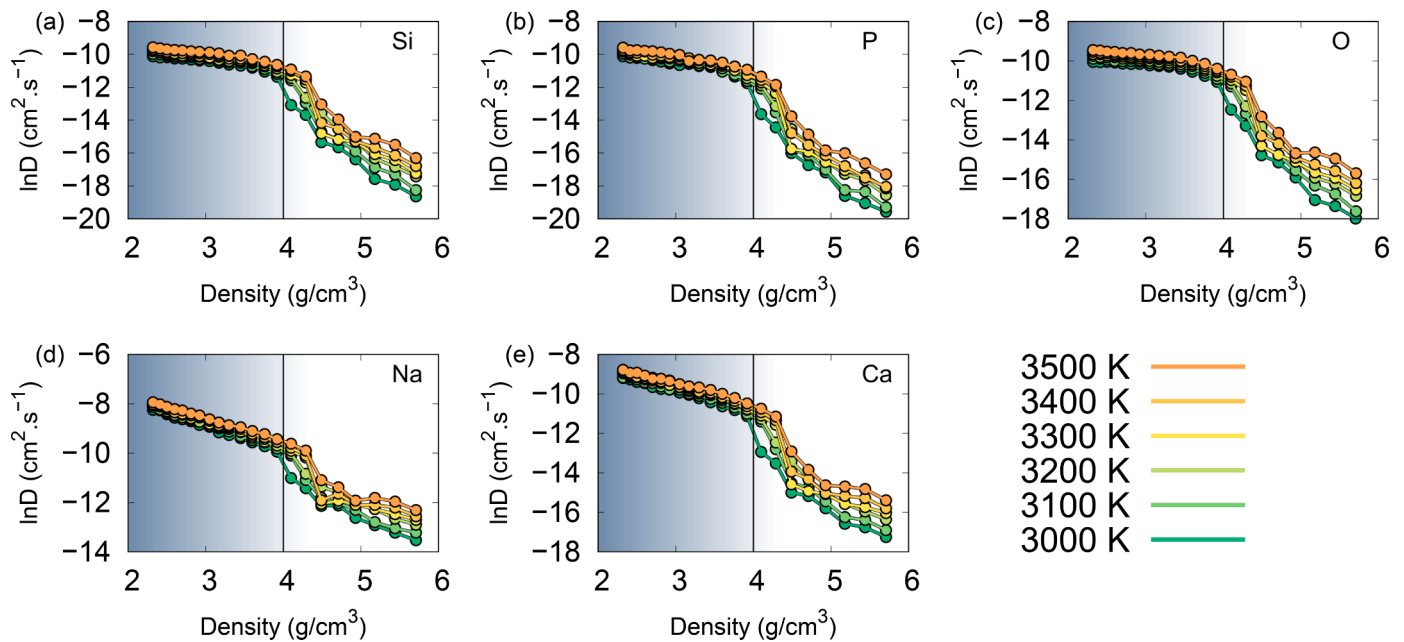 (a)
Si
lnD (cm².s⁻¹)
−8
−10
−12
−14
−16
−18
−20
2 3 4 5 6
Density (g/cm³)
(b)
P
lnD (cm².s⁻¹)
−8
−10
−12
−14
−16
−18
−20
2 3 4 5 6
Density (g/cm³)
(c)
O
lnD (cm².s⁻¹)
−8
−10
−12
−14
−16
−18
2 3 4 5 6
Density (g/cm³)
(d)
Na
lnD (cm².s⁻¹)
−6
−8
−10
−12
−14
2 3 4 5 6
Density (g/cm³)
(e)
Ca
lnD (cm².s⁻¹)
−8
−10
−12
−14
−16
−18
2 3 4 5 6
Density (g/cm³)
3500 K
3400 K
3300 K
3200 K
3100 K
3000 K